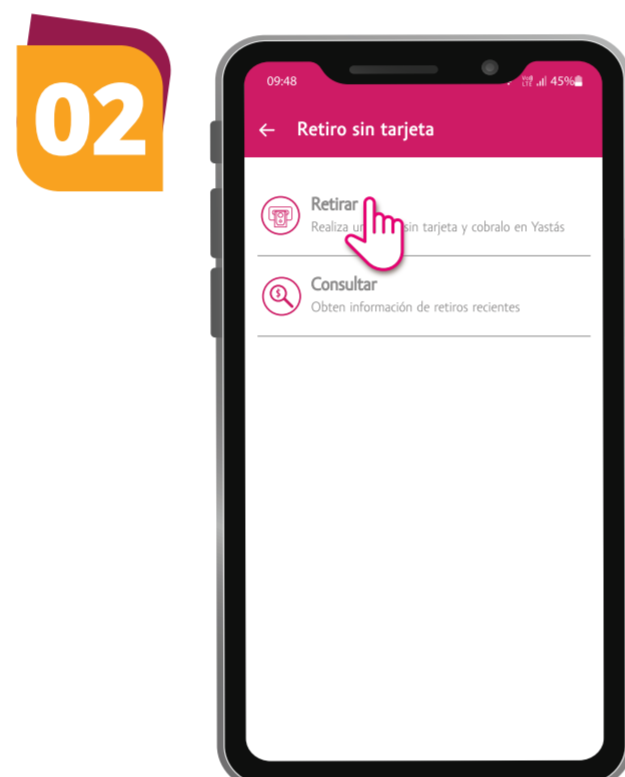 02
09:48
LTE 45%
Retiro sin tarjeta
Retirar
Realiza un sin tarjeta y cobralo en Yastás
Consultar
Obten información de retiros recientes